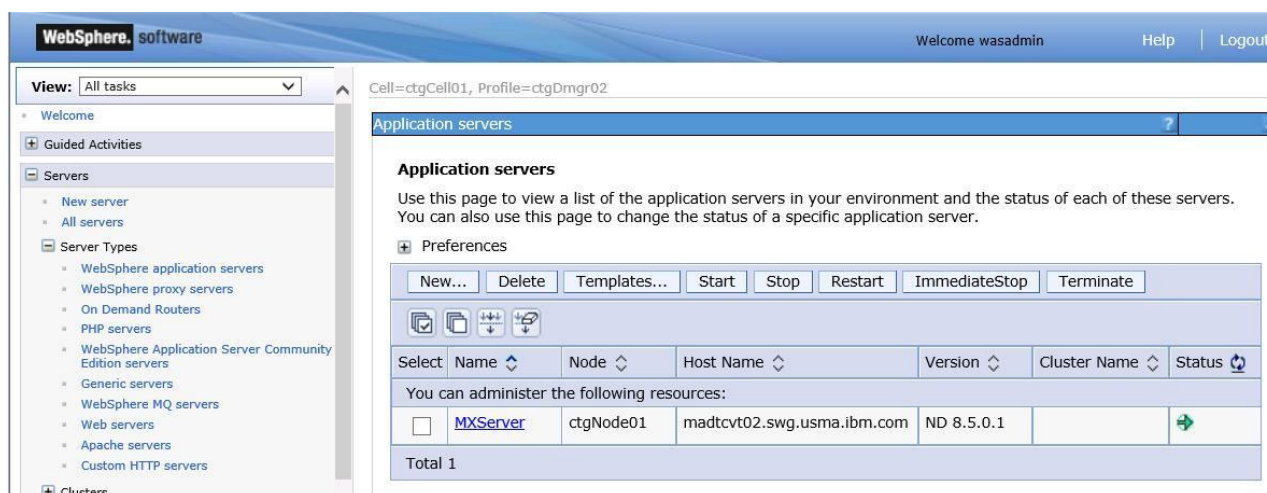 WebSphere. software
Welcome wasadmin
Help
Logout
View: All tasks
Welcome
Guided Activities
Servers
New server
All servers
Server Types
WebSphere application servers
WebSphere proxy servers
On Demand Routers
PHP servers
WebSphere Application Server Community
Edition servers
Generic servers
WebSphere MQ servers
Web servers
Apache servers
Custom HTTP servers
Clusters
Cell=ctgCell01, Profile=ctgDmgr02
Application servers ?
Application servers
Use this page to view a list of the application servers in your environment and the status of each of these servers.
You can also use this page to change the status of a specific application server.
Preferences
New... Delete Templates... Start Stop Restart ImmediateStop Terminate
Select Name Node Host Name Version Cluster Name Status
You can administer the following resources:
MXServer ctgNode01 madtcvt02.swg.usma.ibm.com ND 8.5.0.1
Total 1